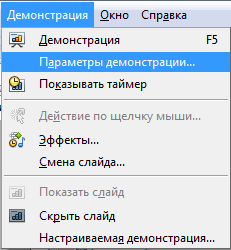 Демонстрация Окно Справка
Демонстрация F5
Параметры демонстрации...
Показывать таймер
Действие по щелчку мыши...
Эффекты...
Смена слайда...
Показать слайд
Скрыть слайд
Настраиваемая демонстрация...